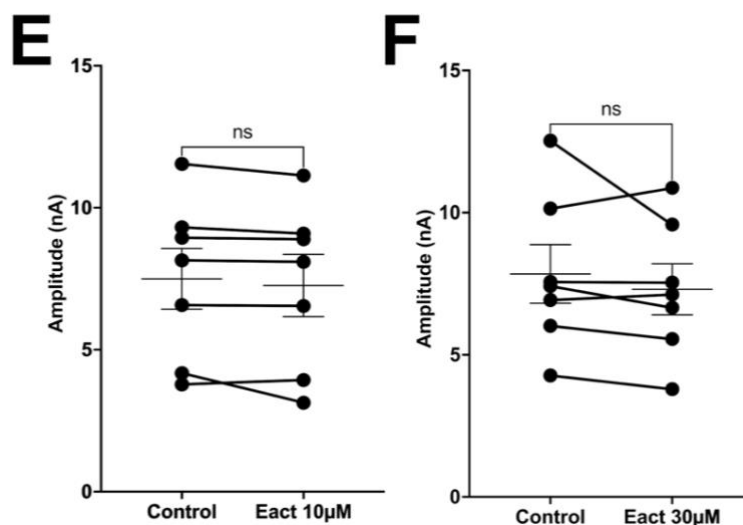 E
15
10
5
0
Amplitude (nA)
ns
Control
Eact 10µM
F
15
10
5
0
Amplitude (nA)
ns
Control
Eact 30µM